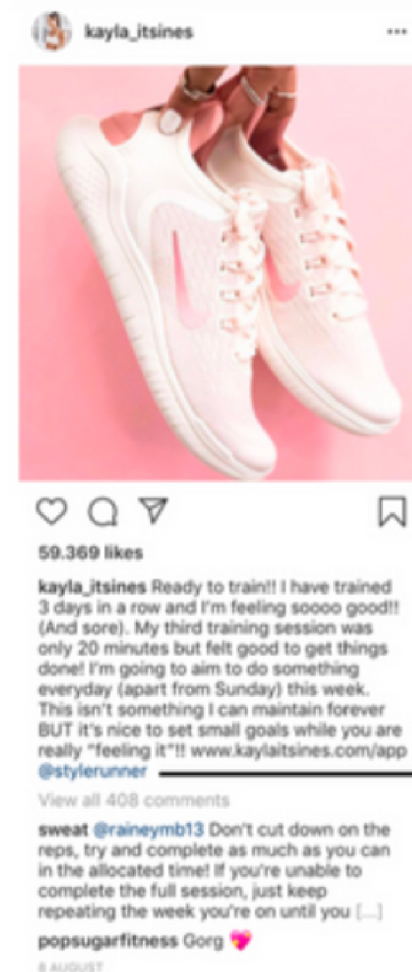 kayla_itsines
59.369 likes
kayla_itsines Ready to train!! I have trained
3 days in a row and I'm feeling soooo good!!
(And sore). My third training session was
only 20 minutes but felt good to get things
done! I'm going to aim to do something
everyday (apart from Sunday) this week.
This isn't something I can maintain forever
BUT it's nice to set small goals while you are
really "feeling it"!! www.kaylaitsines.com/app
@stylerunner
View all 408 comments
sweat @raineymb13 Don't cut down on the
reps, try and complete as much as you can
in the allocated time! If you're unable to
complete the full session, just keep
repeating the week you're on until you [...]
popsugarfitness Gorg 💖
8 AUGUST